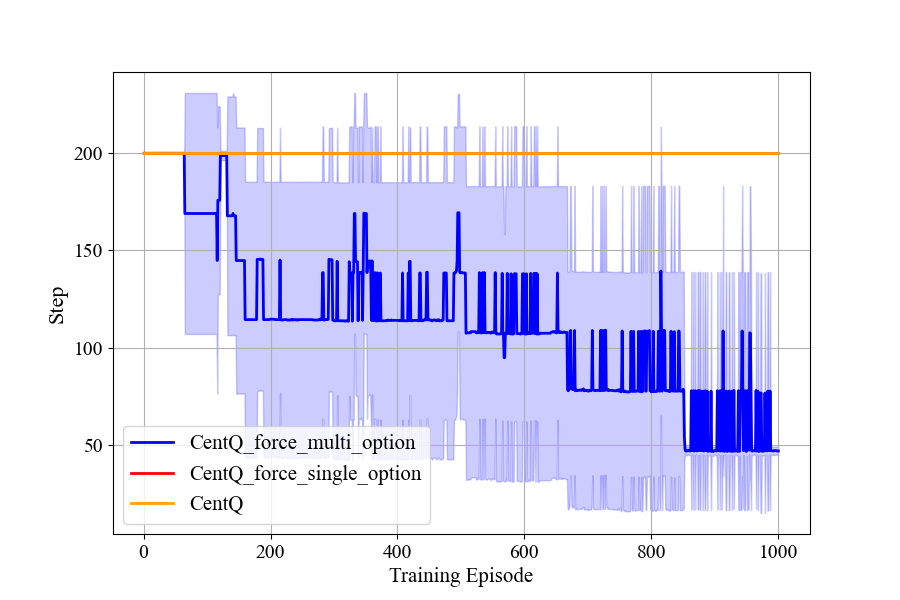 200
150
100
50
Step
CentQ_force_multi_option
CentQ_force_single_option
CentQ
0 200 400 600 800 1000
Training Episode